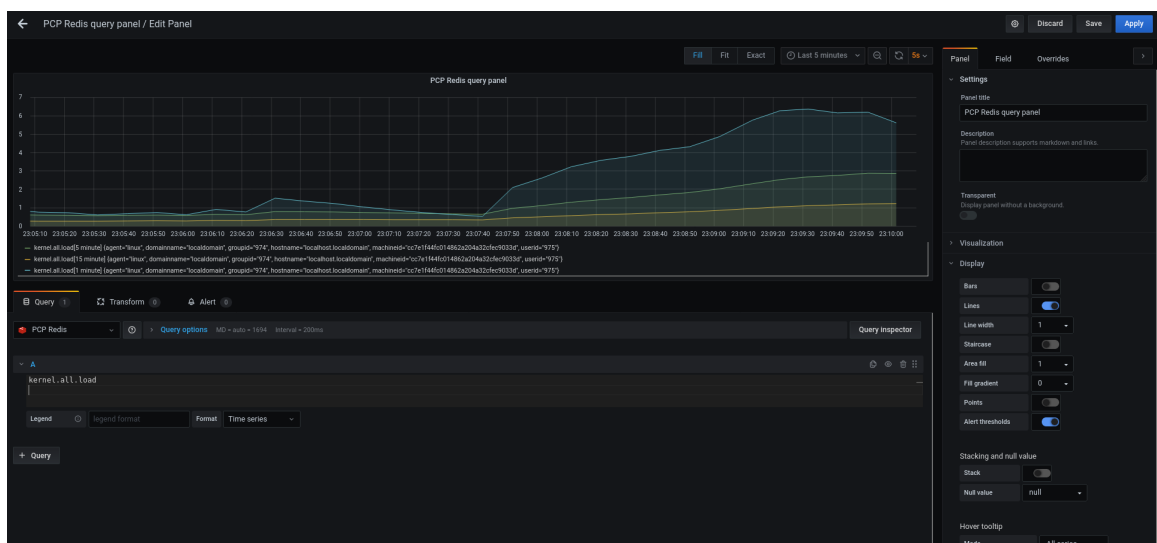 PCP Redis query panel / Edit Panel
Discard Save Apply
Fill Fit Exact Last 5 minutes 5s
PCP Redis query panel
7
6
5
4
3
2
1
0
23:05:10 23:05:20 23:05:30 23:05:40 23:05:50 23:06:00 23:06:10 23:06:20 23:06:30 23:06:40 23:06:50 23:07:00 23:07:10 23:07:20 23:07:30 23:07:40 23:07:50 23:08:00 23:08:10 23:08:20 23:08:30 23:08:40 23:08:50 23:09:00 23:09:10 23:09:20 23:09:30 23:09:40 23:09:50 23:10:00
kernel.all.load[5 minute] {agent="linux", domainname="localdomain", groupid="974", hostname="localhost.localdomain", machineid="cc7e1f44fc014862a204a32cfec9033d", userid="975"}
kernel.all.load[15 minute] {agent="linux", domainname="localdomain", groupid="974", hostname="localhost.localdomain", machineid="cc7e1f44fc014862a204a32cfec9033d", userid="975"}
kernel.all.load[1 minute] {agent="linux", domainname="localdomain", groupid="974", hostname="localhost.localdomain", machineid="cc7e1f44fc014862a204a32cfec9033d", userid="975"}
Query 1 Transform 0 Alert 0
PCP Redis Query options MD = auto = 1694 Interval = 200ms Query inspector
A
kernel.all.load
Legend legend format Format Time series
+ Query
Panel Field Overrides
Settings
Panel title
PCP Redis query panel
Description
Panel description supports markdown and links.
Transparent
Display panel without a background.
Visualization
Display
Bars
Lines
Line width 1
Staircase
Area fill 1
Fill gradient 0
Points
Alert thresholds
Stacking and null value
Stack
Null value null
Hover tooltip
Mode All series